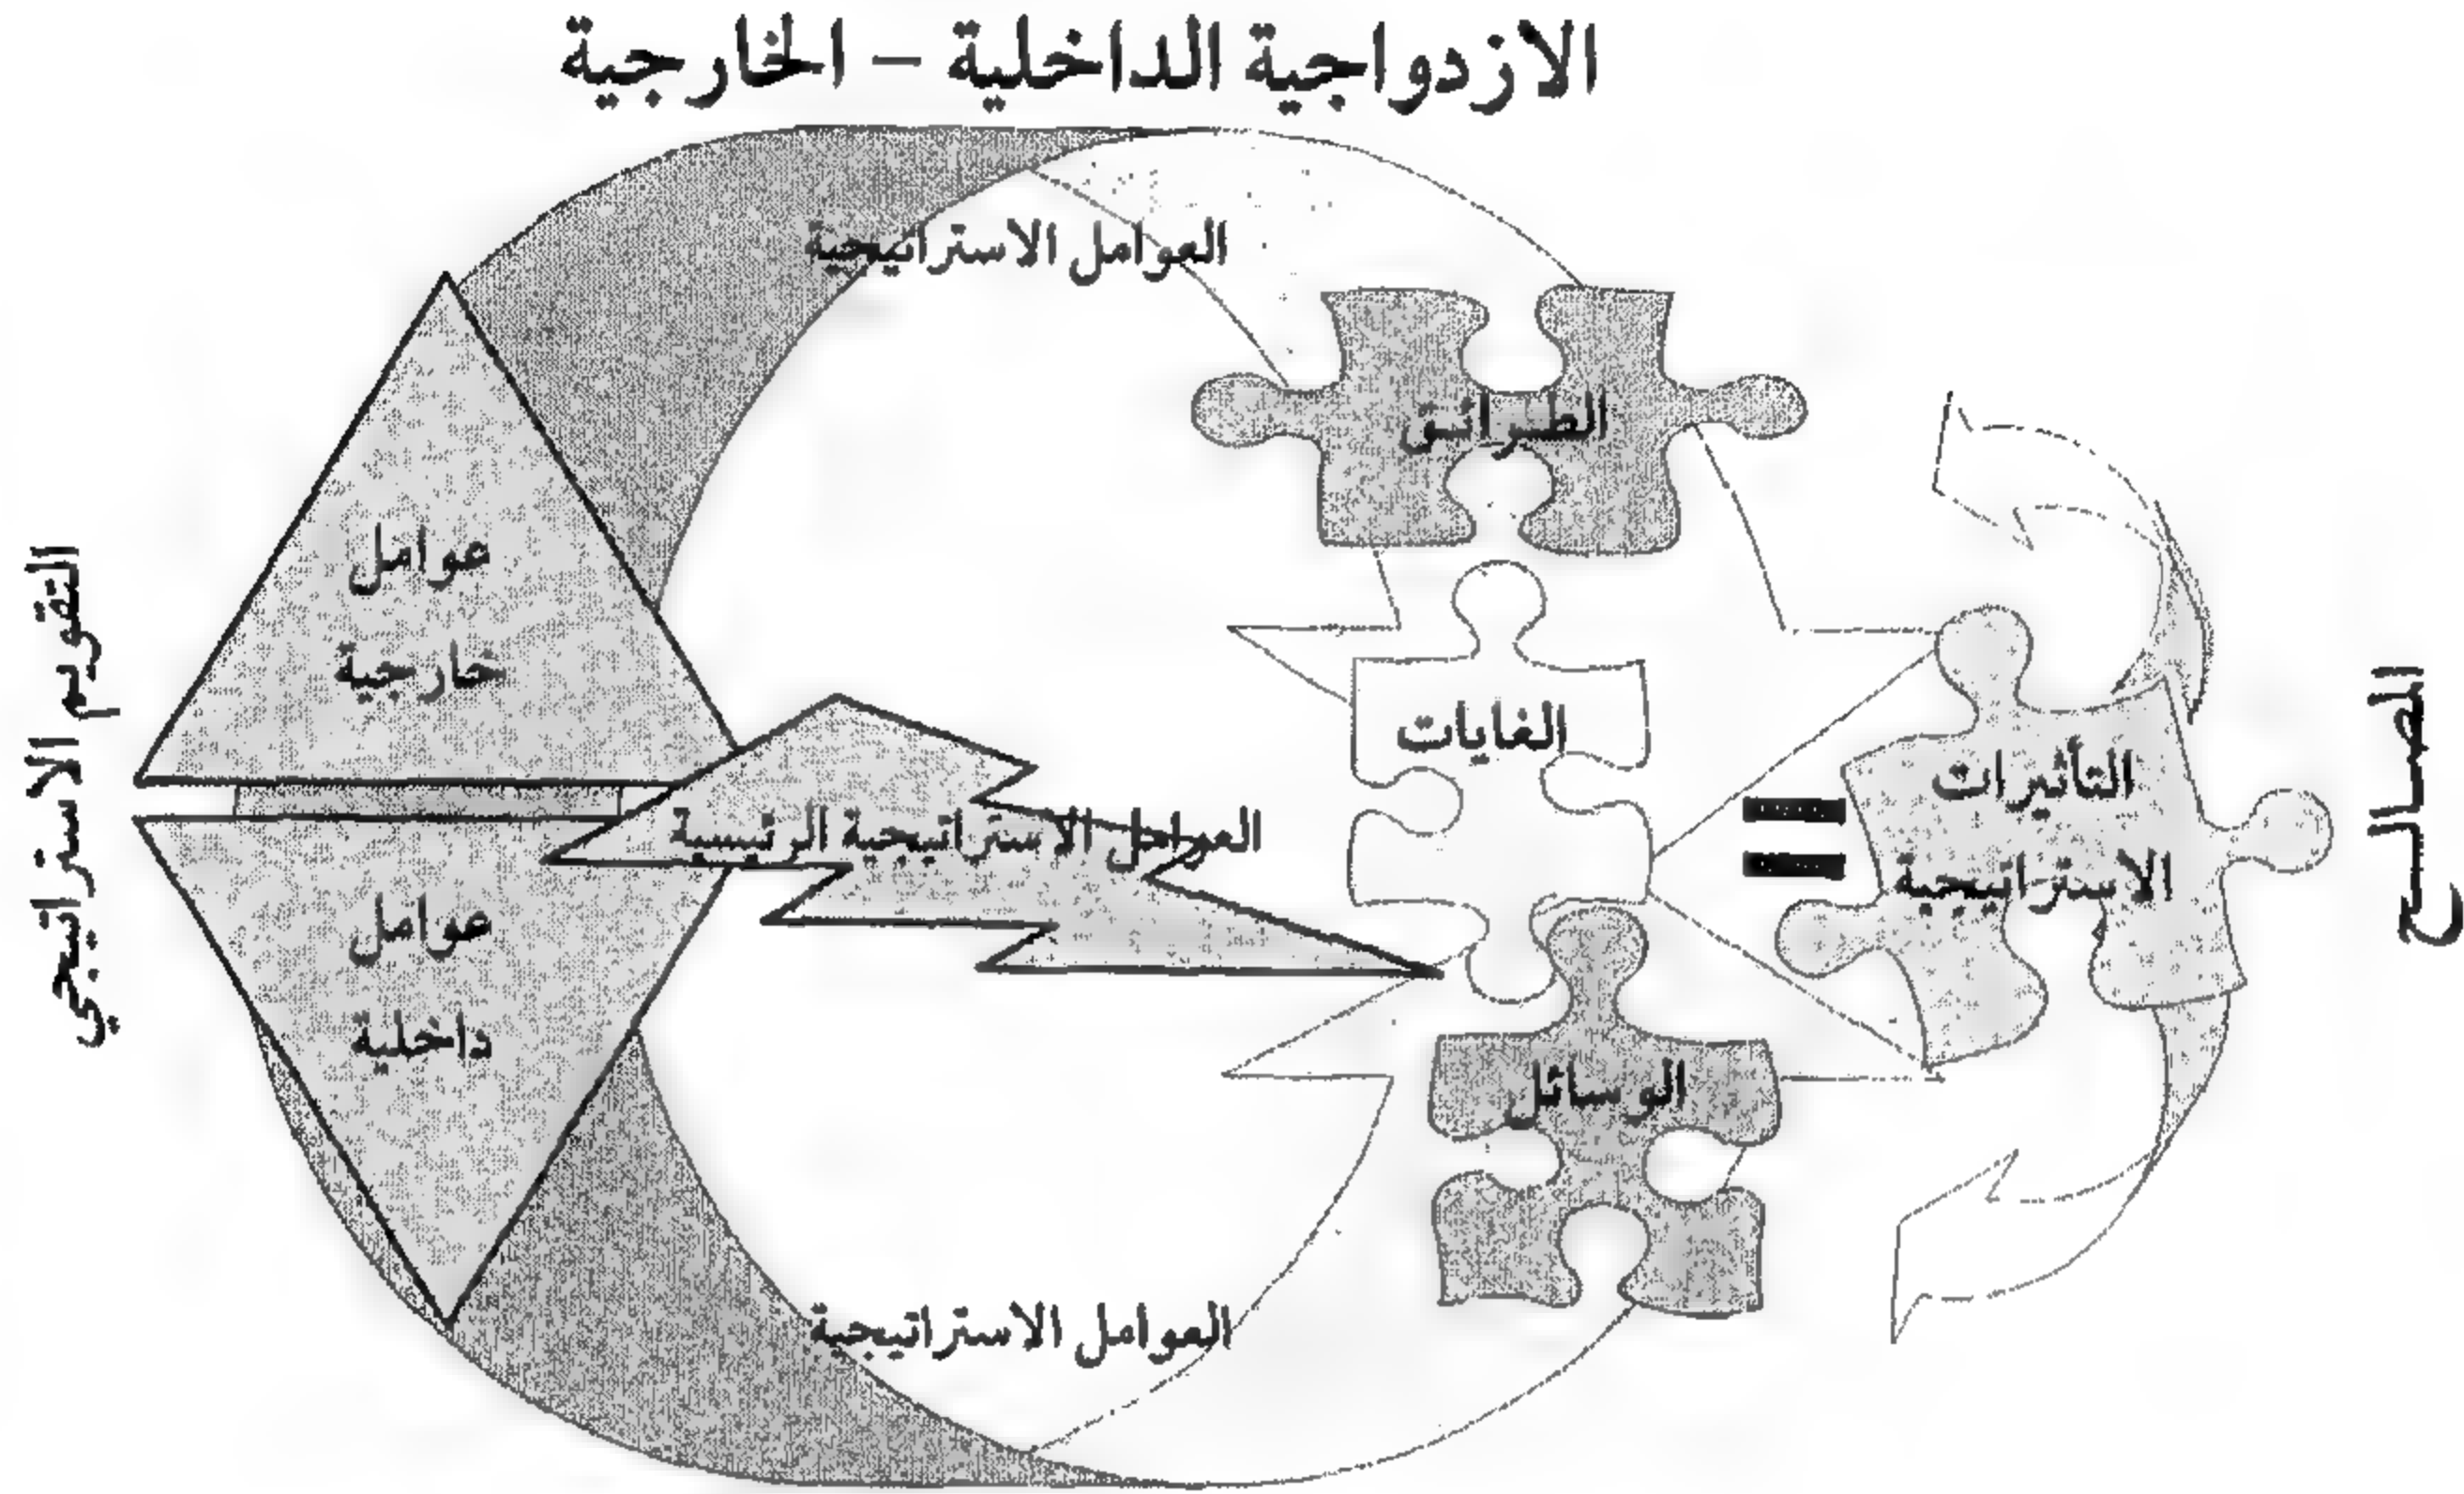 الازدواجية الداخلية – الخارجية
العوامل الاستراتيجية
الطرائق
عوامل
خارجية
الغايات
التأثيرات
الاستراتيجية
المصالح
التقويم الاستراتيجي
العوامل الاستراتيجية الرئيسية
عوامل
داخلية
الوسائل
العوامل الاستراتيجية